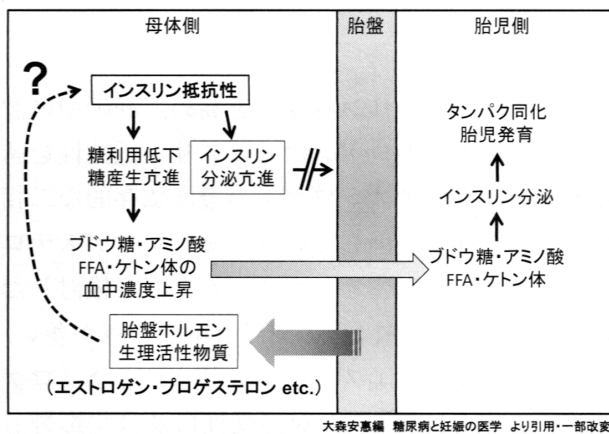 母体側
胎盤
胎児側
?
インスリン抵抗性
糖利用低下
糖産生亢進
インスリン
分泌亢進
ブドウ糖・アミノ酸
FFA・ケトン体の
血中濃度上昇
胎盤ホルモン
生理活性物質
(エストロゲン・プロゲステロン etc.)
タンパク同化
胎児発育
インスリン分泌
ブドウ糖・アミノ酸
FFA・ケトン体
大森安惠編 糖尿病と妊娠の医学 より引用・一部改変